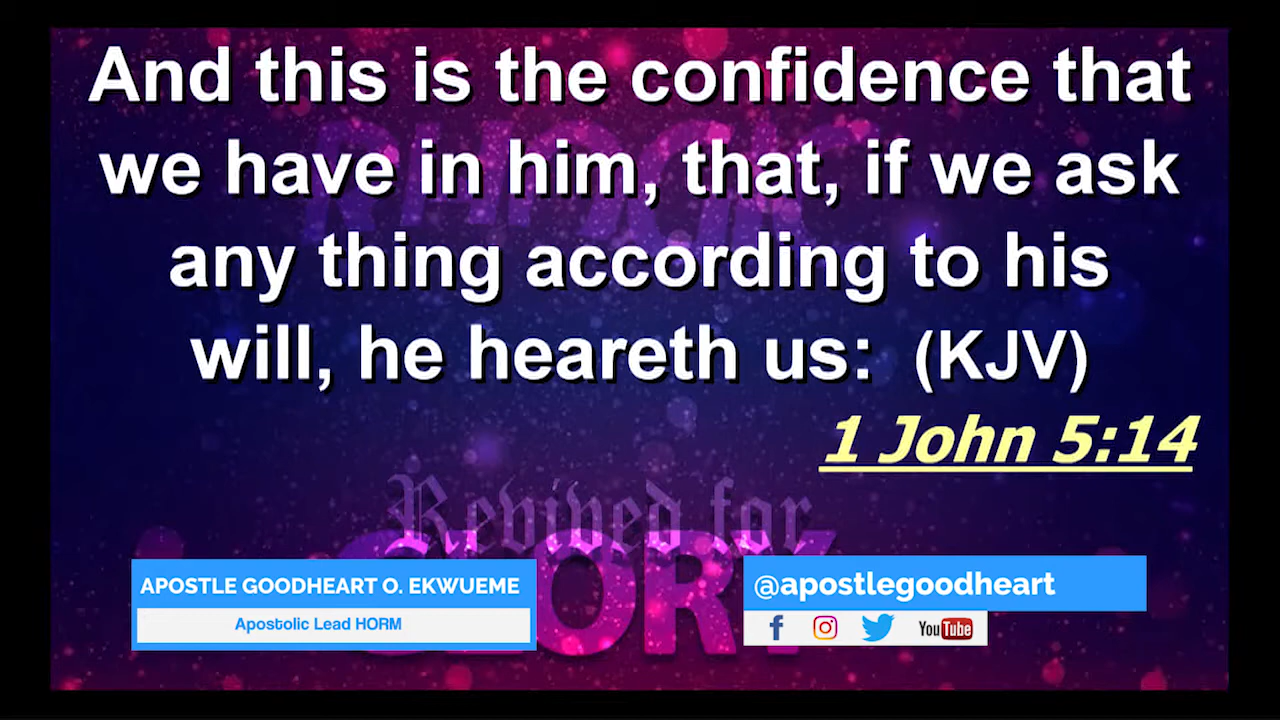 And this is the confidence that
we have in him, that, if we ask
any thing according to his
will, he heareth us: (KJV)
1 John 5:14
Revived for
GLORY
APOSTLE GOODHEART O. EKWUEME
Apostolic Lead HORM
@apostlegoodheart
YouTube